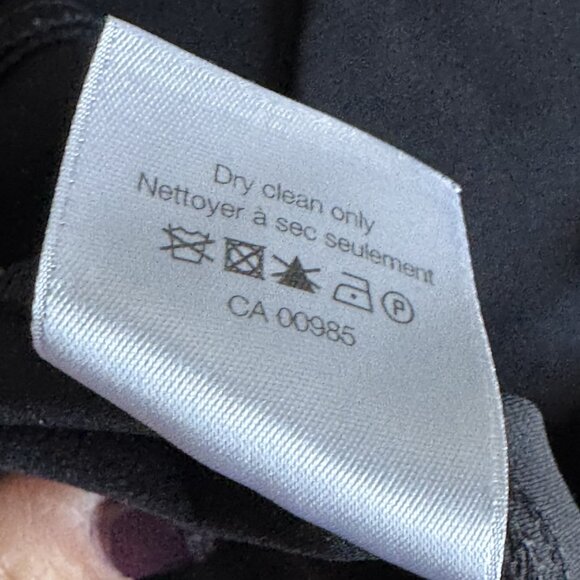 Dry clean only
Nettoyer à sec seulement
P
CA 00985